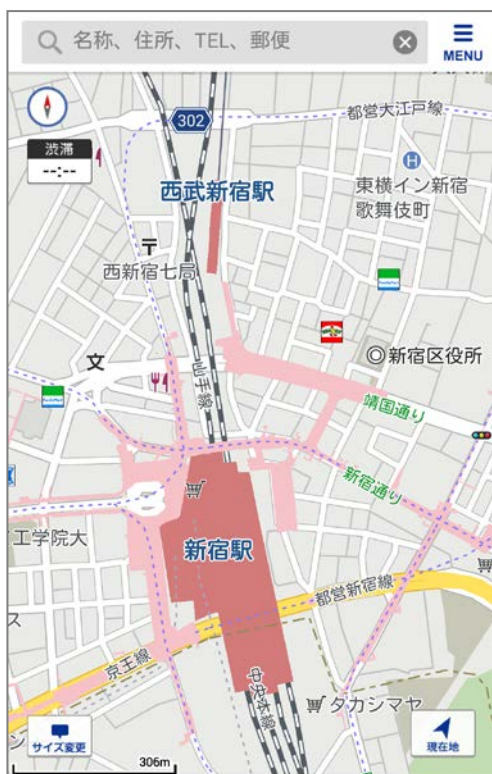 名称、住所、TEL、郵便
MENU
302
都営大江戸線
渋滞
--:--
西武新宿駅
東横イン新宿
歌舞伎町
西新宿七局
文
山手線
新宿区役所
靖国通り
新宿通り
工学院大
新宿駅
都営新宿線
ス
京王線
中央本線
タカシマヤ
ン
サイズ変更
306m
現在地